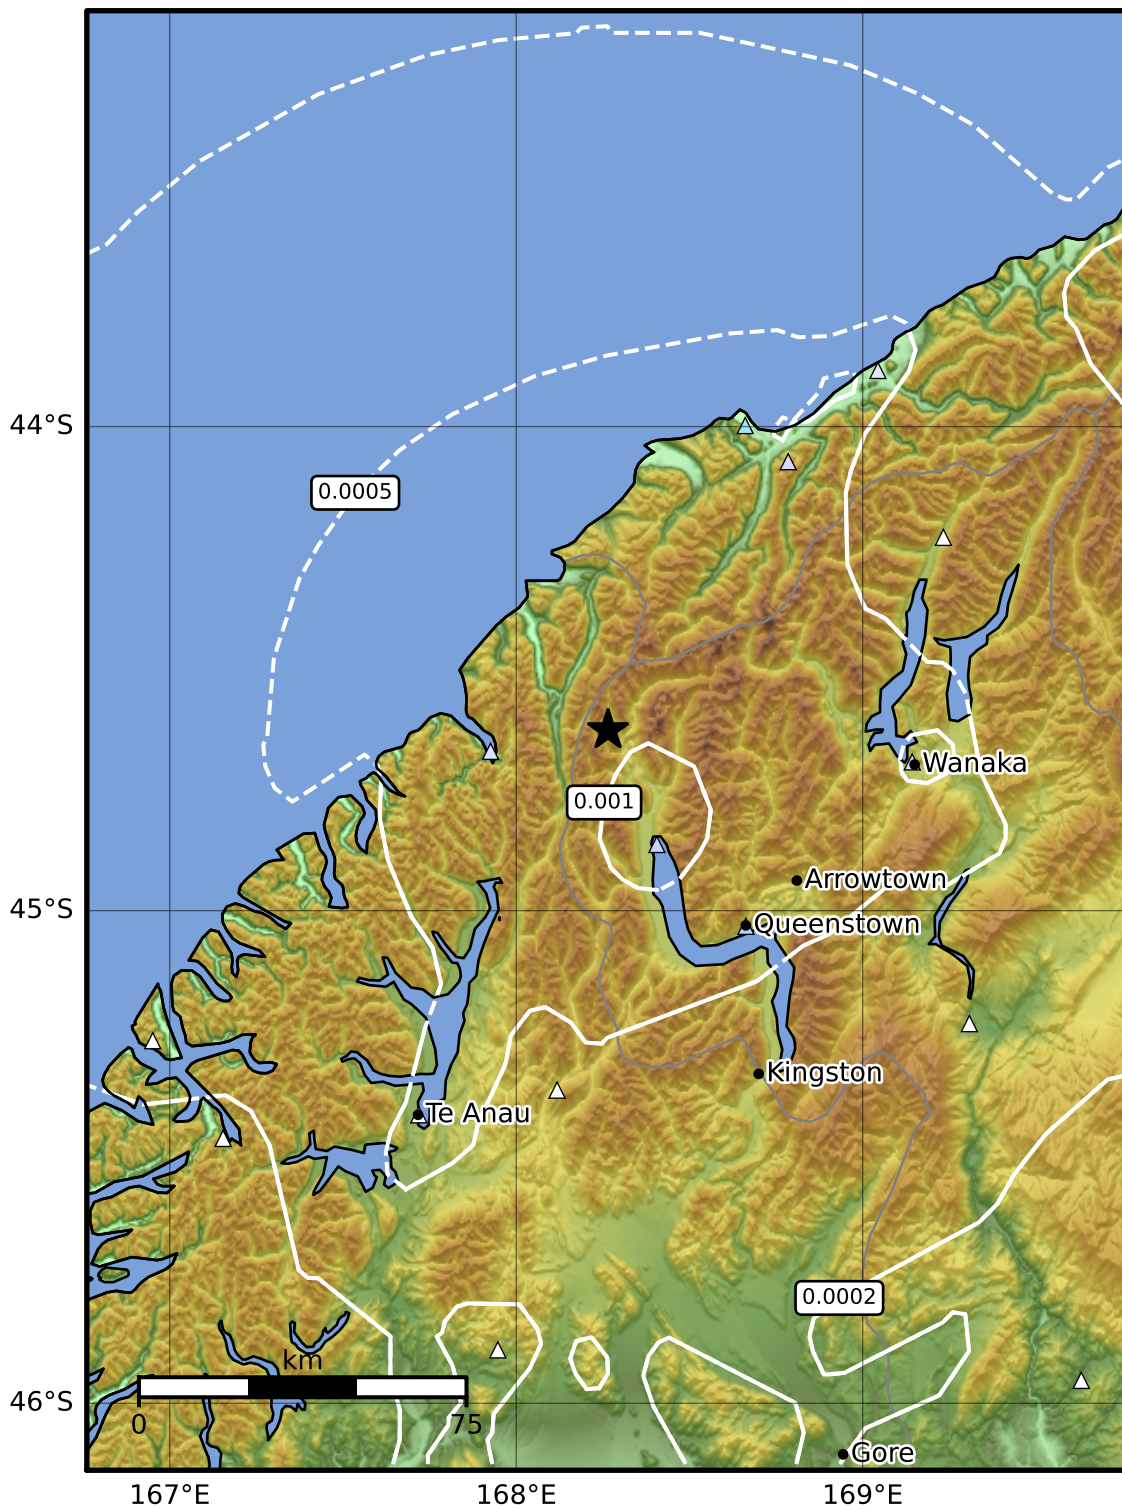 44°S
0.0005
Wanaka
0.001
Arrowtown
45°S
Queenstown
Kingston
Te Anau
0.0002
km
46°S
0
75
Gore
167°E
168°E
169°E